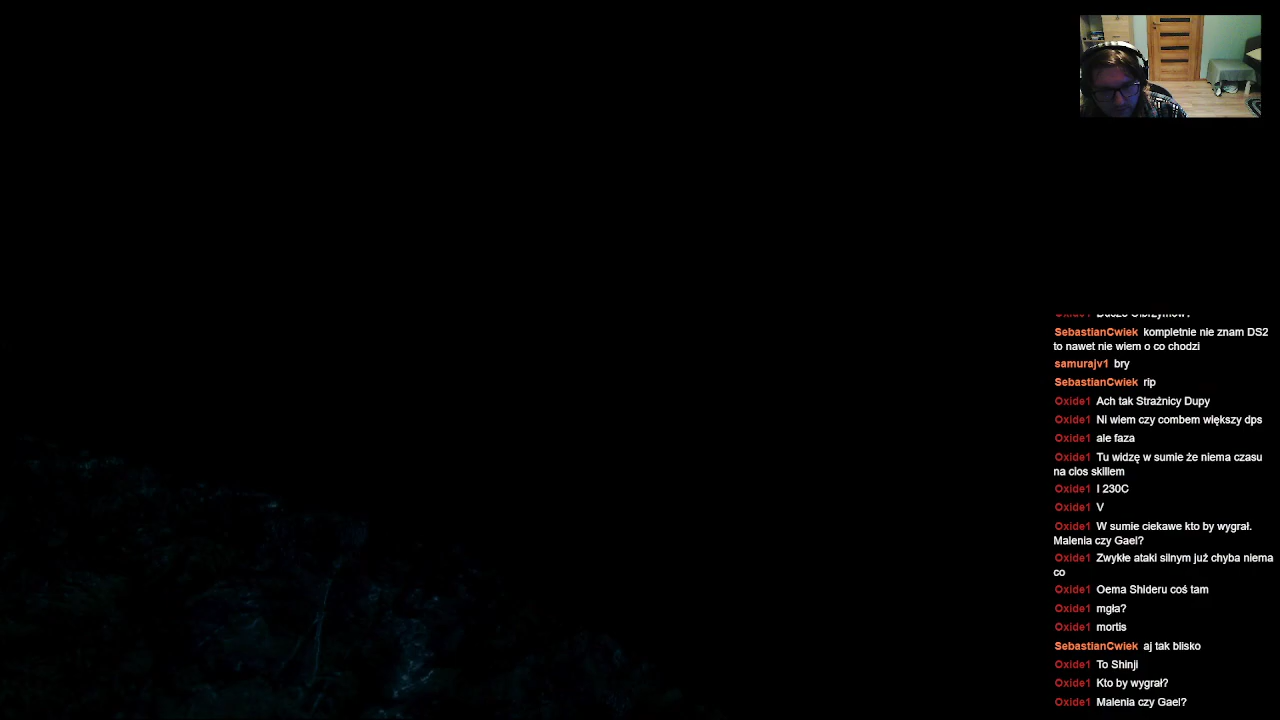 SebastianCwiek kompletnie nie znam DS2
to nawet nie wiem o co chodzi
samurajv1 bry
SebastianCwiek rip
Oxide1 Ach tak Strażnicy Dupy
Oxide1 Ni wiem czy combem większy dps
Oxide1 ale faza
Oxide1 Tu widzę w sumie że niema czasu
na cios skillem
Oxide1 I 230C
Oxide1 V
Oxide1 W sumie ciekawe kto by wygrał.
Malenia czy Gael?
Oxide1 Zwykłe ataki silnym już chyba niema
co
Oxide1 Oema Shideru coś tam
Oxide1 mgła?
Oxide1 mortis
SebastianCwiek aj tak blisko
Oxide1 To Shinji
Oxide1 Kto by wygrał?
Oxide1 Malenia czy Gael?